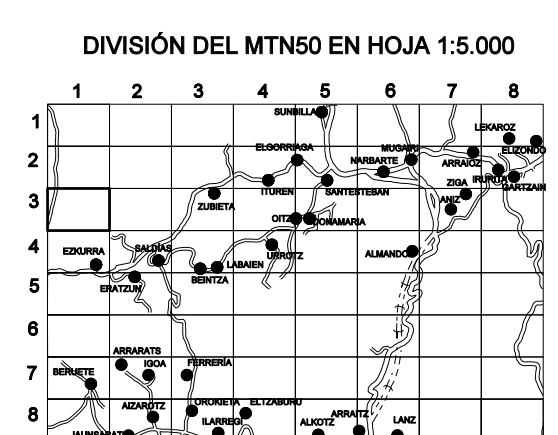 DIVISIÓN DEL MTN50 EN HOJA 1:5.000
1 2 3 4 5 6 7 8
1
SUNBILLA
LEKAROZ
ELIZONDO
2
ELGORRIAGA
MUGAIRI
NARBARTE
ARRAIOZ
IRURITA
GARTZAIN
ITUREN
SANTESTEBAN
ZIGA
3
ZUBIETA
ANIZ
OITZ
DONAMARIA
4
EZKURRA
SALDIAS
URROTZ
ALMANDOZ
LABAIEN
BEINTZA
5
ERATZUN
6
ARRARATS
7
BERUETE
IGOA
FERRERÍA
8
AIZAROTZ
OROKIETA
ELTZABURU
ILARREGI
ALKOTZ
ARRAITZ
LANZ
JAUNSARATS